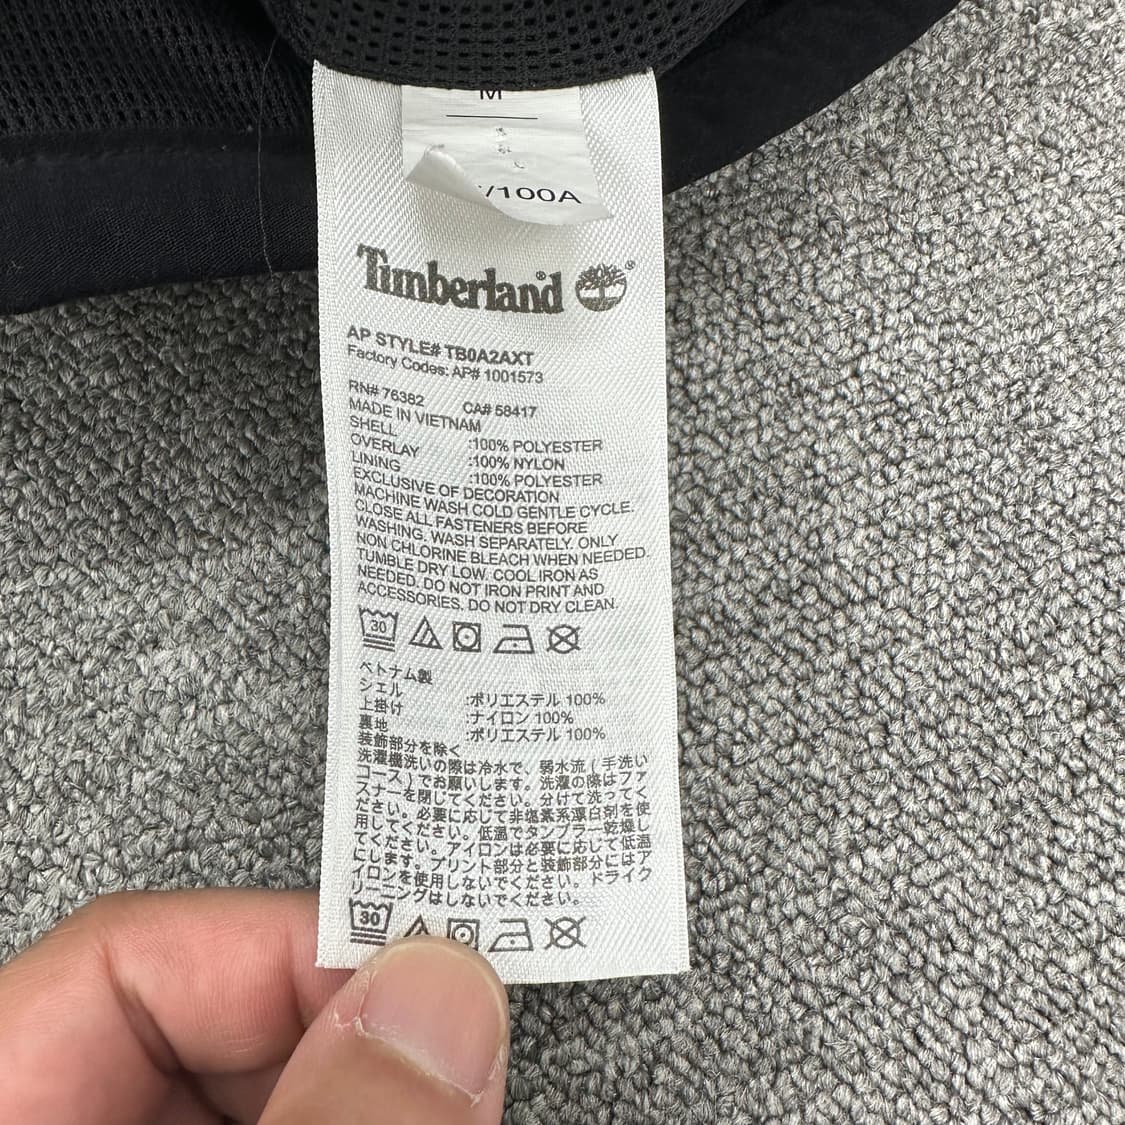 M
/100A
Timberland® ®
AP STYLE# TB0A2AXT
Factory Codes: AP# 1001573
RN# 76382 CA# 58417
MADE IN VIETNAM
SHELL :100% POLYESTER
OVERLAY :100% NYLON
LINING :100% POLYESTER
EXCLUSIVE OF DECORATION
MACHINE WASH COLD GENTLE CYCLE.
CLOSE ALL FASTENERS BEFORE
WASHING. WASH SEPARATELY. ONLY
NON CHLORINE BLEACH WHEN NEEDED.
TUMBLE DRY LOW. COOL IRON AS
NEEDED. DO NOT IRON PRINT AND
ACCESSORIES. DO NOT DRY CLEAN.
30
ベトナム製
シェル :ポリエステル 100%
上掛け :ナイロン 100%
裏地 :ポリエステル 100%
装飾部分を除く
洗濯機洗いの際は冷水で、弱水流 ( 手洗い
コース ) でお願いします。洗濯の際はファ
スナーを閉じてください。分けて洗ってく
ださい。必要に応じて非塩素系漂白剤を使
用してください。低温でタンブラー乾燥し
てください。アイロンは必要に応じて低温
にします。プリント部分と装飾部分にはア
イロンを使用しないでください。ドライク
リーニングはしないでください。
30